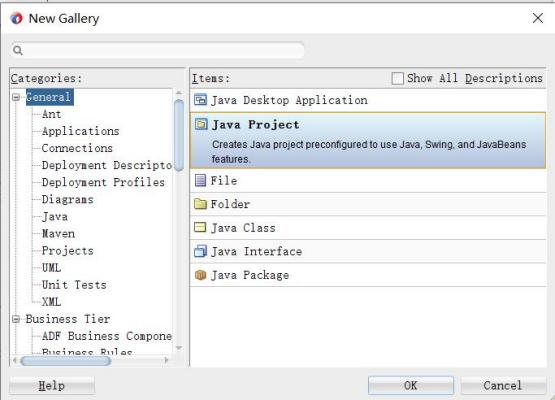 New Gallery
Categories:
General
Ant
Applications
Connections
Deployment Descripto
Deployment Profiles
Diagrams
Java
Maven
Projects
UML
Unit Tests
XML
Business Tier
ADF Business Compone
Business Rules
Items:
Show All Descriptions
Java Desktop Application
Java Project
Creates Java project preconfigured to use Java, Swing, and JavaBeans
features.
File
Folder
Java Class
Java Interface
Java Package
Help
OK
Cancel